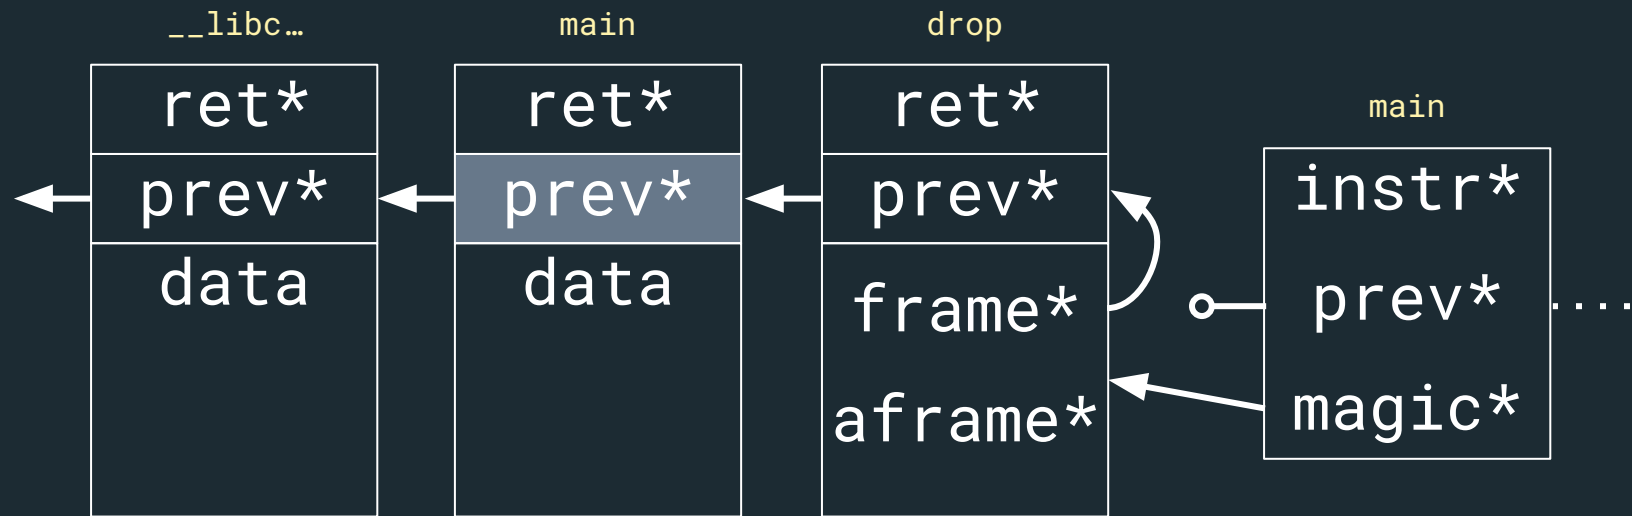 __libc…
ret*
prev*
data
main
ret*
prev*
data
drop
ret*
prev*
frame*
aframe*
main
instr*
prev*
magic*